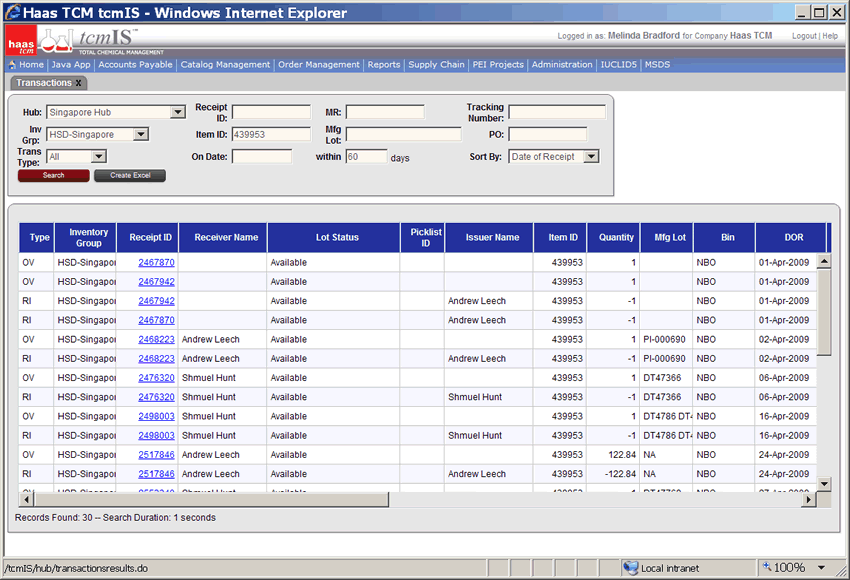 Haas TCM tcmIS - Windows Internet Explorer
haas tcm
tcmIS™
TOTAL CHEMICAL MANAGEMENT
Logged in as: Melinda Bradford for Company Haas TCM Logout | Help
Home | Java App | Accounts Payable | Catalog Management | Order Management | Reports | Supply Chain | PEI Projects | Administration | IUCLID5 | MSDS
Transactions X
Hub: Singapore Hub Receipt ID: MR: Tracking Number:
Inv Grp: HSD-Singapore Item ID: 439953 Mfg Lot: PO:
Trans Type: All On Date: within 60 days Sort By: Date of Receipt
Search Create Excel
Type Inventory Group Receipt ID Receiver Name Lot Status Picklist ID Issuer Name Item ID Quantity Mfg Lot Bin DOR
OV HSD-Singapor 2467870 Available 439953 1 NBO 01-Apr-2009
OV HSD-Singapor 2467942 Available 439953 1 NBO 01-Apr-2009
RI HSD-Singapor 2467942 Available Andrew Leech 439953 -1 NBO 01-Apr-2009
RI HSD-Singapor 2467870 Available Andrew Leech 439953 -1 NBO 01-Apr-2009
OV HSD-Singapor 2468223 Andrew Leech Available 439953 1 PI-000690 NBO 02-Apr-2009
RI HSD-Singapor 2468223 Available Andrew Leech 439953 -1 PI-000690 NBO 02-Apr-2009
OV HSD-Singapor 2476320 Shmuel Hunt Available 439953 1 DT47366 NBO 06-Apr-2009
RI HSD-Singapor 2476320 Shmuel Hunt Available Shmuel Hunt 439953 -1 DT47366 NBO 06-Apr-2009
OV HSD-Singapor 2498003 Shmuel Hunt Available 439953 1 DT4786 DT4 NBO 16-Apr-2009
RI HSD-Singapor 2498003 Shmuel Hunt Available Shmuel Hunt 439953 -1 DT4786 DT4 NBO 16-Apr-2009
OV HSD-Singapor 2517846 Andrew Leech Available 439953 122.84 NA NBO 24-Apr-2009
RI HSD-Singapor 2517846 Andrew Leech Available Andrew Leech 439953 -122.84 NA NBO 24-Apr-2009
Records Found: 30 -- Search Duration: 1 seconds
/tcmIS/hub/transactionsresults.do Local intranet 100%